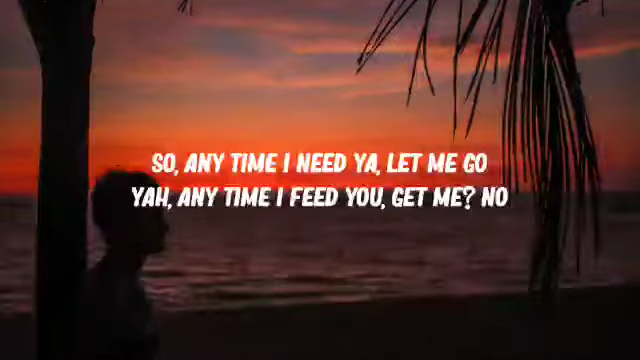 SO, ANY TIME I NEED YA, LET ME GO
YAH, ANY TIME I FEED YOU, GET ME? NO